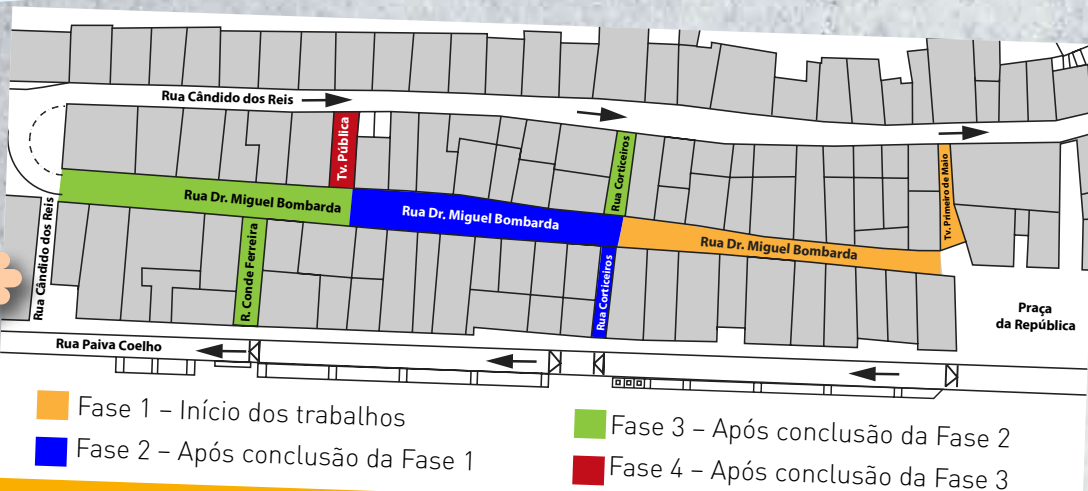 Rua Cândido dos Reis
Tv. Pública
Rua Corticeiros
Tv. Primeiro de Maio
Rua Dr. Miguel Bombarda
Rua Dr. Miguel Bombarda
Rua Dr. Miguel Bombarda
Rua Cândido dos Reis
R. Conde Ferreira
Rua Corticeiros
Praça
da República
Rua Paiva Coelho
Fase 1 – Início dos trabalhos
Fase 2 – Após conclusão da Fase 1
Fase 3 – Após conclusão da Fase 2
Fase 4 – Após conclusão da Fase 3